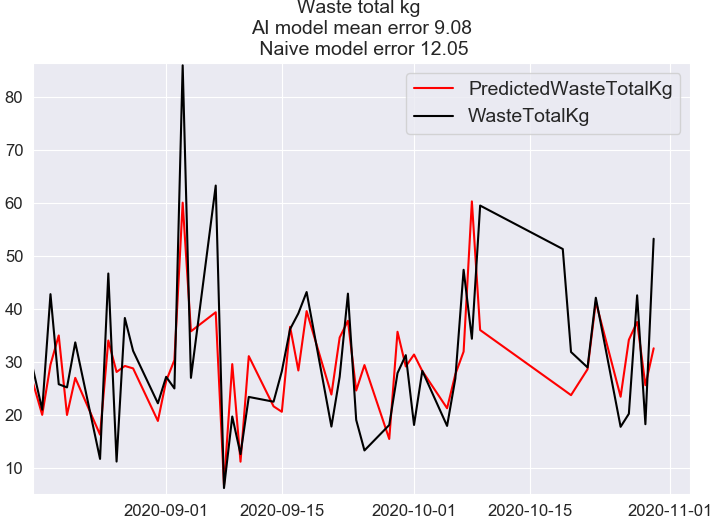 Waste total kg
AI model mean error 9.08
Naive model error 12.05
PredictedWasteTotalKg
WasteTotalKg
80
70
60
50
40
30
20
10
2020-09-01
2020-09-15
2020-10-01
2020-10-15
2020-11-01